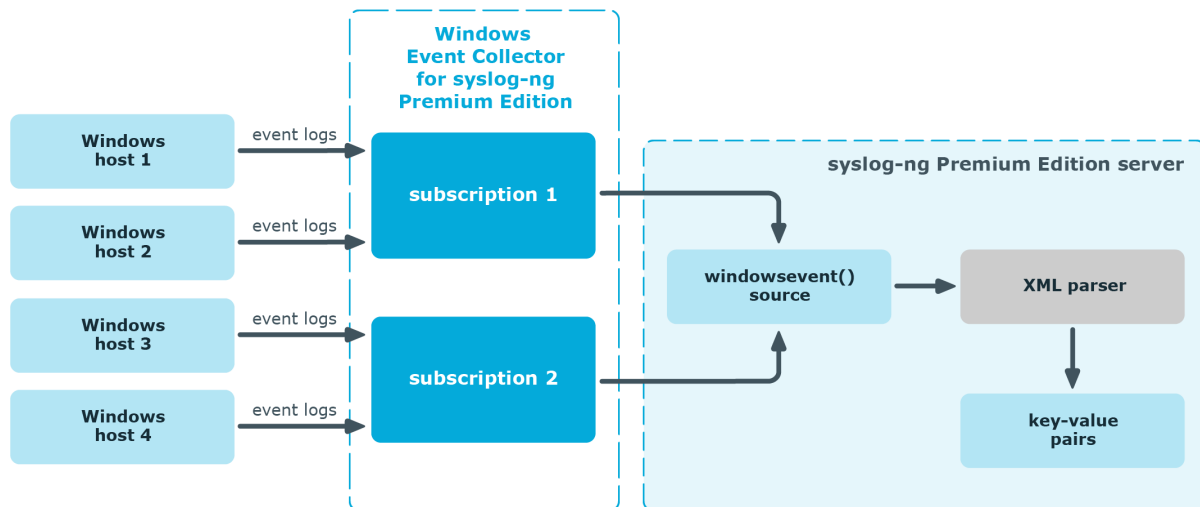 Windows
Event Collector
for syslog-ng
Premium Edition
Windows
host 1
event logs
subscription 1
syslog-ng Premium Edition server
Windows
host 2
event logs
windowsevent()
source
XML parser
Windows
host 3
event logs
subscription 2
Windows
host 4
event logs
key-value
pairs